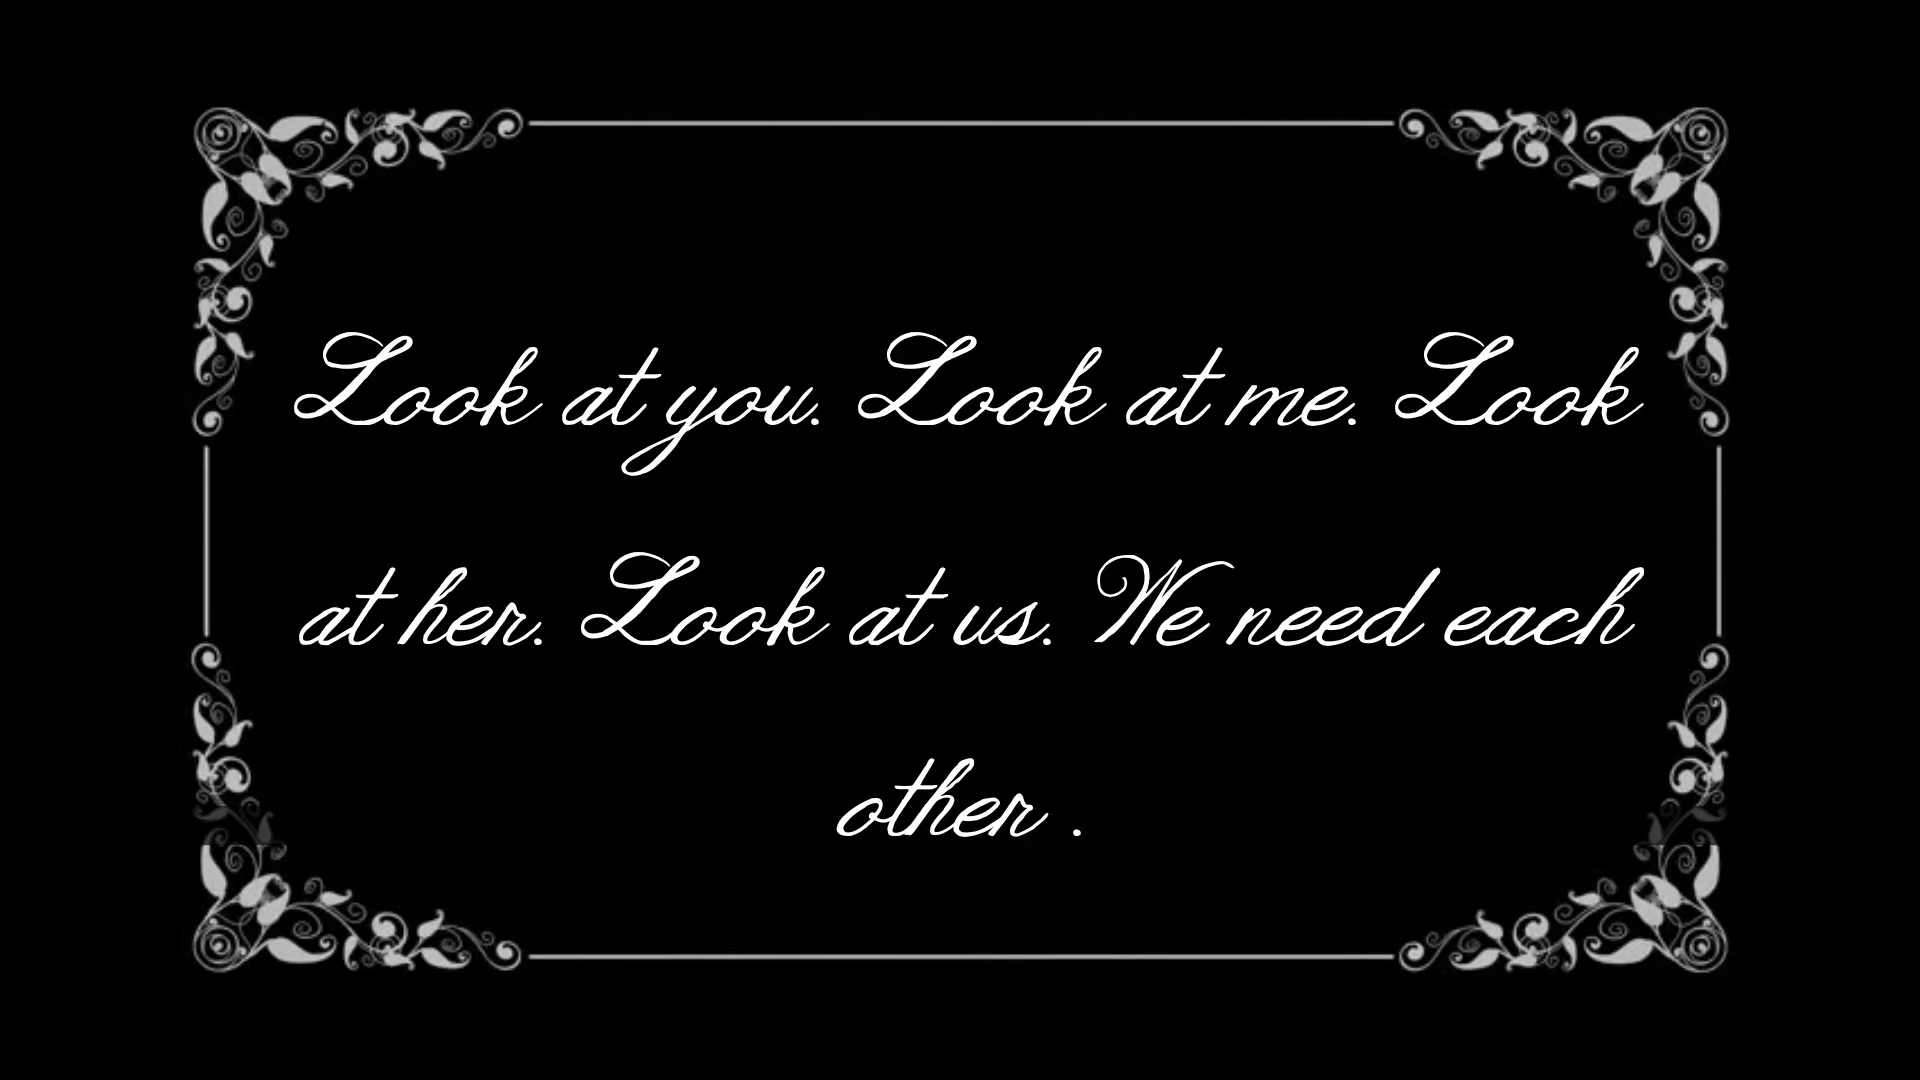 Look at you. Look at me. Look
at her. Look at us. We need each
other .